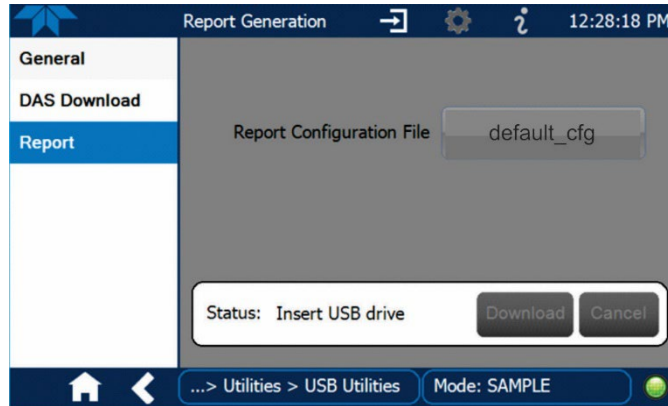 Report Generation
12:28:18 PM
General
DAS Download
Report
Report Configuration File
default_cfg
Status: Insert USB drive
Download
Cancel
...> Utilities > USB Utilities
Mode: SAMPLE